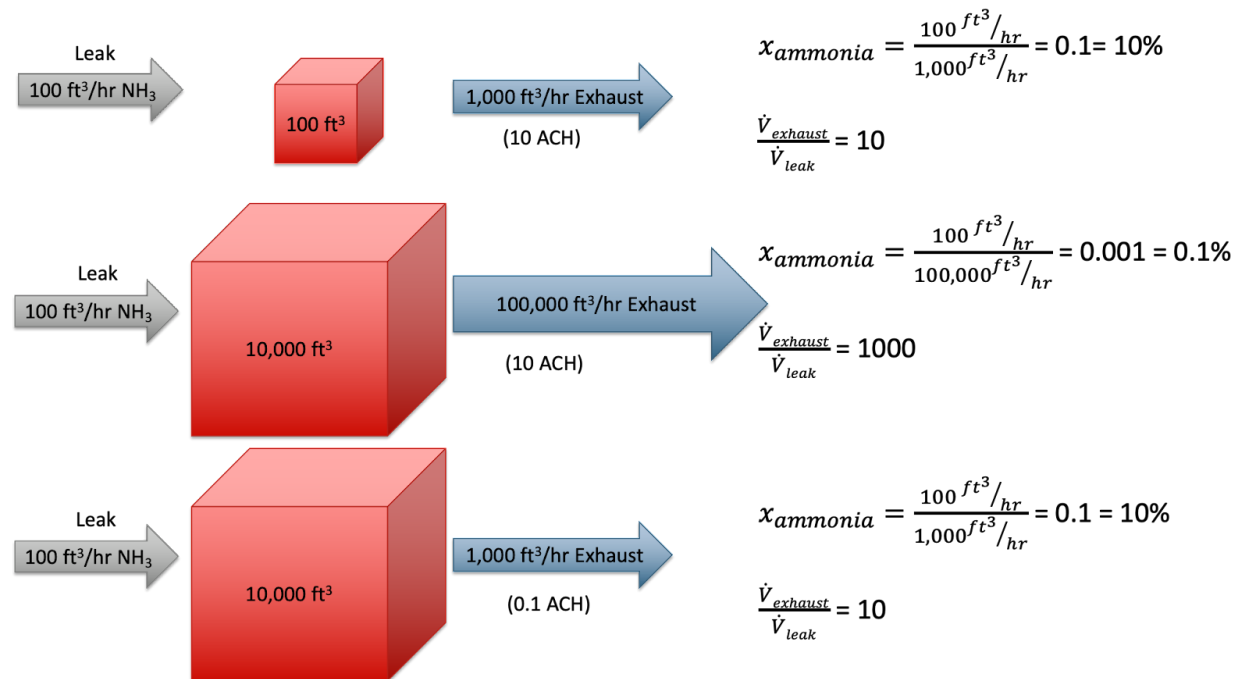 Leak
100 ft³/hr NH₃
100 ft³
1,000 ft³/hr Exhaust
(10 ACH)
x_ammonia = (100 ft³/hr)/(1,000 ft³/hr) = 0.1= 10%
V̇_exhaust/V̇_leak = 10
Leak
100 ft³/hr NH₃
10,000 ft³
100,000 ft³/hr Exhaust
(10 ACH)
x_ammonia = (100 ft³/hr)/(100,000 ft³/hr) = 0.001 = 0.1%
V̇_exhaust/V̇_leak = 1000
Leak
100 ft³/hr NH₃
10,000 ft³
1,000 ft³/hr Exhaust
(0.1 ACH)
x_ammonia = (100 ft³/hr)/(1,000 ft³/hr) = 0.1 = 10%
V̇_exhaust/V̇_leak = 10